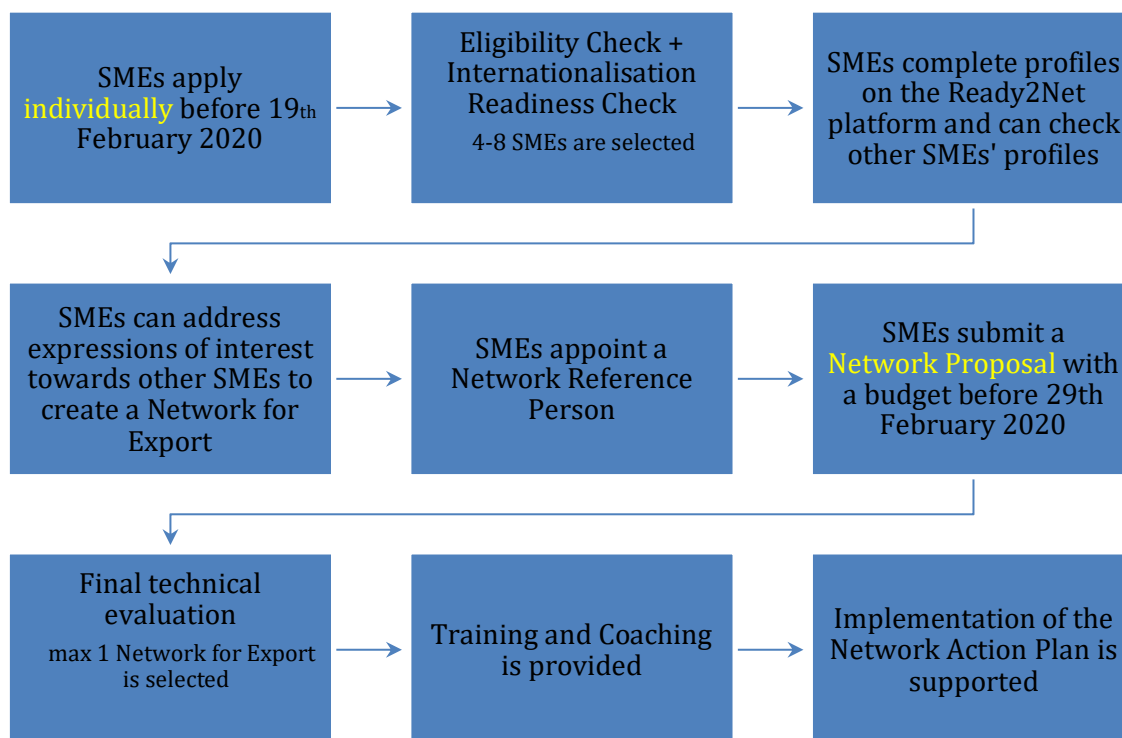 SMEs apply
individually before 19th
February 2020
Eligibility Check +
Internationalisation
Readiness Check
4-8 SMEs are selected
SMEs complete profiles
on the Ready2Net
platform and can check
other SMEs' profiles
SMEs can address
expressions of interest
towards other SMEs to
create a Network for
Export
SMEs appoint a
Network Reference
Person
SMEs submit a
Network Proposal with
a budget before 29th
February 2020
Final technical
evaluation
max 1 Network for Export
is selected
Training and Coaching
is provided
Implementation of the
Network Action Plan is
supported